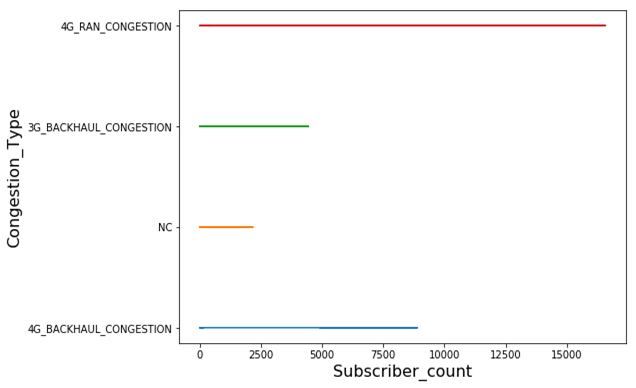 4G_RAN_CONGESTION
3G_BACKHAUL_CONGESTION
NC
4G_BACKHAUL_CONGESTION
Congestion_Type
0 2500 5000 7500 10000 12500 15000
Subscriber_count